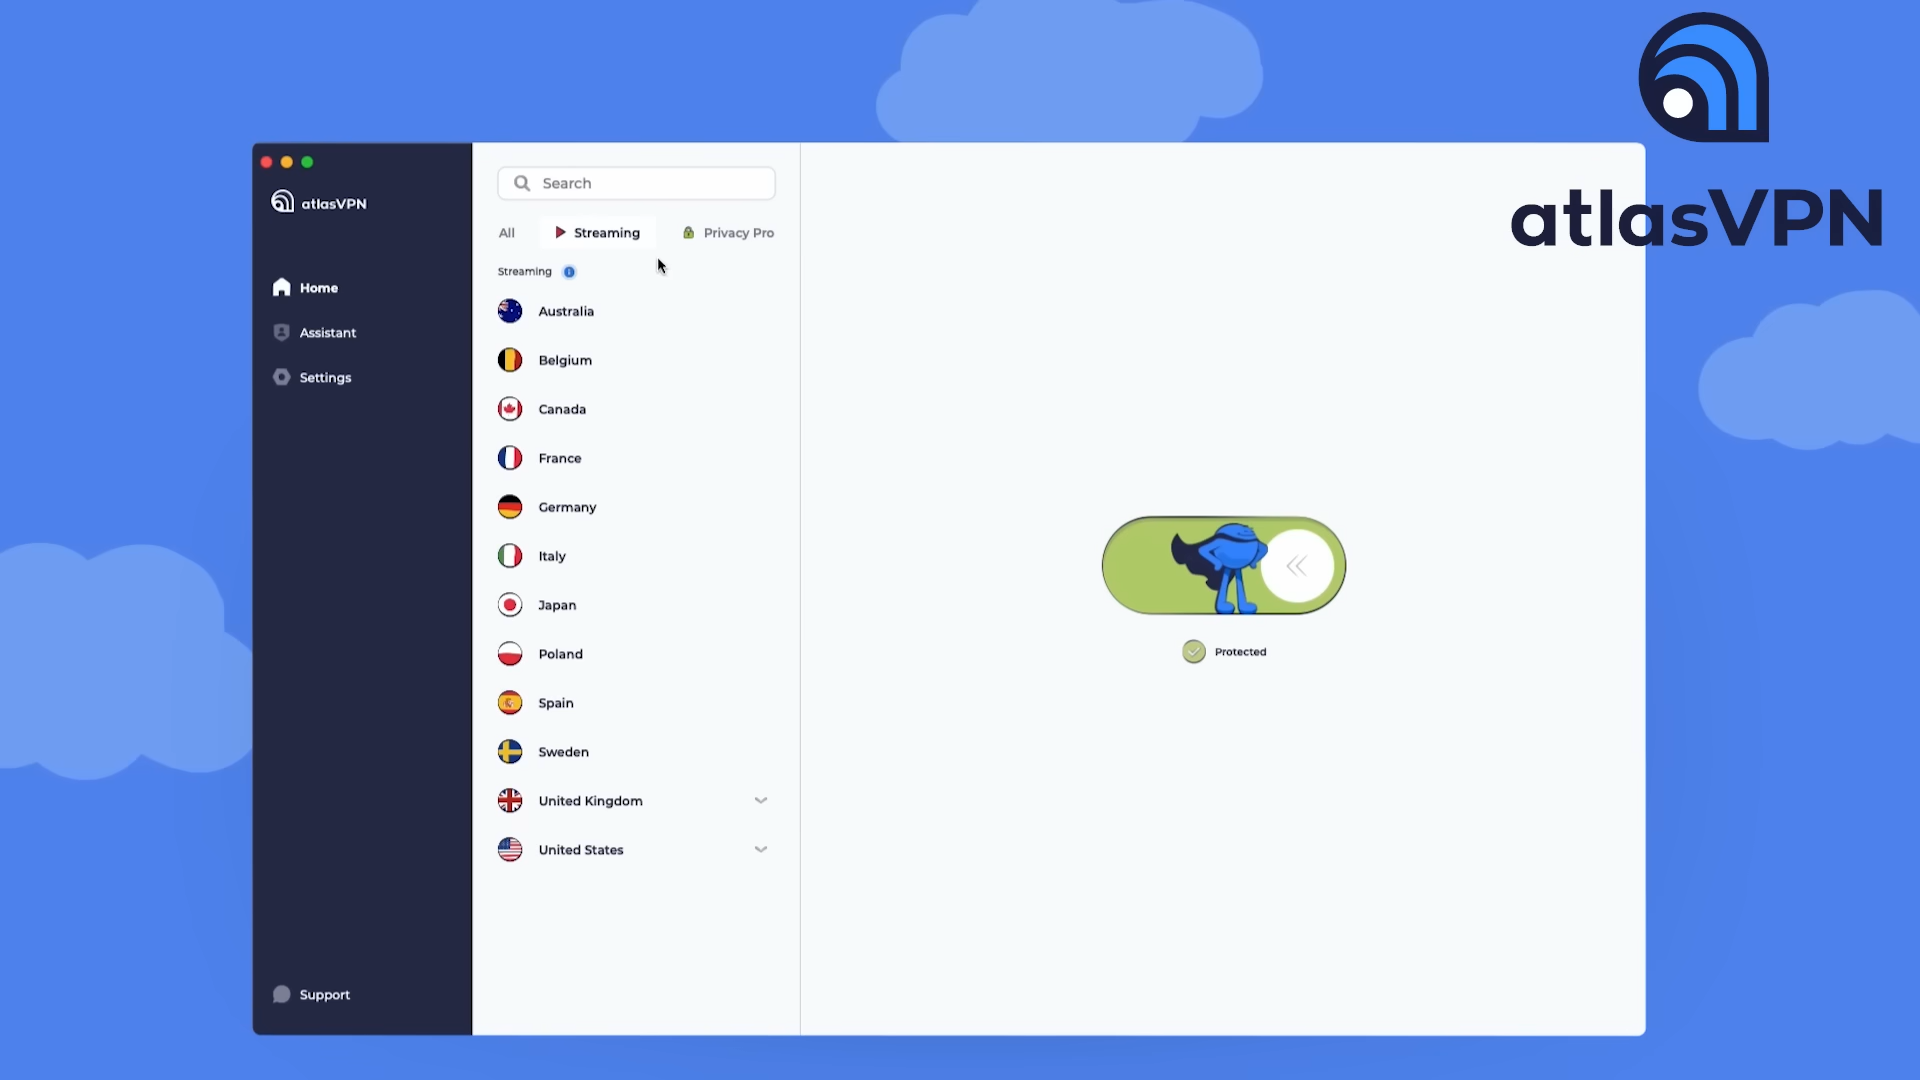 atlasVPN
Home
Assistant
Settings
Support
Search
All
Streaming
Privacy Pro
Streaming
Australia
Belgium
Canada
France
Germany
Italy
Japan
Poland
Spain
Sweden
United Kingdom
United States
Protected
atlasVPN